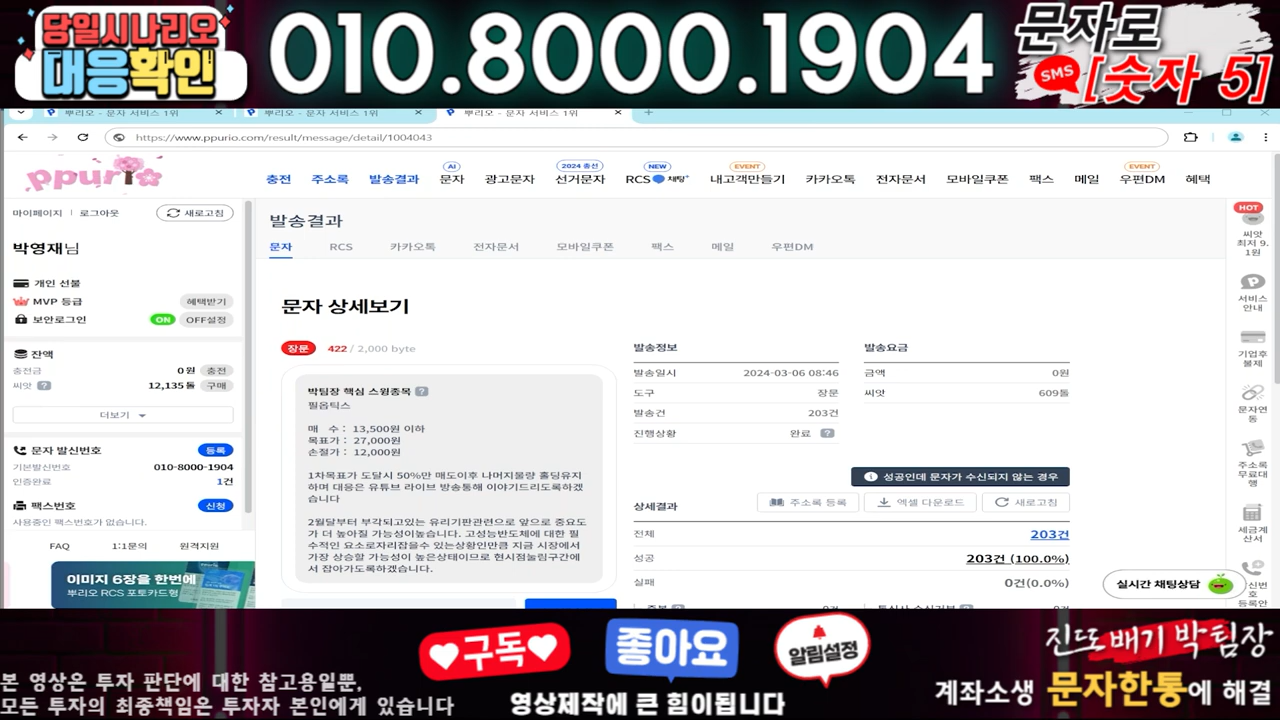 당일시나리오
대응확인
010.8000.1904
문자로
SMS
[숫자 5]
뿌리오 - 문자 서비스 1위
뿌리오 - 문자 서비스 1위
뿌리오 - 문자 서비스 1위
https://www.ppurio.com/result/message/detail/1004043
ppurio
충전
주소록
발송결과
AI
문자
광고문자
2024 총선
선거문자
NEW
RCS 채팅+
EVENT
내고객만들기
카카오톡
전자문서
모바일쿠폰
팩스
메일
EVENT
우편DM
혜택
마이페이지 | 로그아웃
새로고침
박영재님
개인 선불
MVP 등급
혜택받기
보안로그인
ON
OFF설정
잔액
충전금
0원
충전
씨앗 ?
12,135톨
구매
더보기
문자 발신번호
등록
기본발신번호
010-8000-1904
인증완료
1건
팩스번호
신청
사용중인 팩스번호가 없습니다.
FAQ
1:1문의
원격지원
이미지 6장을 한번에
뿌리오 RCS 포토카드형
발송결과
문자
RCS
카카오톡
전자문서
모바일쿠폰
팩스
메일
우편DM
문자 상세보기
장문
422 / 2,000 byte
박팀장 핵심 스윙종목 ?
필옵틱스
매 수 : 13,500원 이하
목표가 : 27,000원
손절가 : 12,000원
1차목표가 도달시 50%만 매도이후 나머지물량 홀딩유지
하며 대응은 유튜브 라이브 방송통해 이야기드리도록하겠
습니다
2월달부터 부각되고있는 유리기판관련으로 앞으로 중요도
가 더 높아질 가능성이높습니다. 고성능반도체에 대한 필
수적인 요소로자리잡을수 있는상황인만큼 지금 시장에서
가장 상승할 가능성이 높은상태이므로 현시점눌림구간에
서 잡아가도록하겠습니다.
발송정보
발송일시
2024-03-06 08:46
도구
장문
발송건
203건
진행상황
완료 ?
발송요금
금액
0원
씨앗
609톨
성공인데 문자가 수신되지 않는 경우
상세결과
주소록 등록
엑셀 다운로드
새로고침
전체
203건
성공
203건 (100.0%)
실패
0건(0.0%)
HOT
씨앗
최저 9.
1원
서비스
안내
기업후
불제
문자연
동
주소록
무료대
행
세금계
산서
실시간 채팅상담
등록안
구독
좋아요
알림설정
영상제작에 큰 힘이됩니다
본 영상은 투자 판단에 대한 참고용일뿐,
모든 투자의 최종책임은 투자자 본인에게 있습니다
진또배기 박팀장
계좌소생 문자한통에 해결